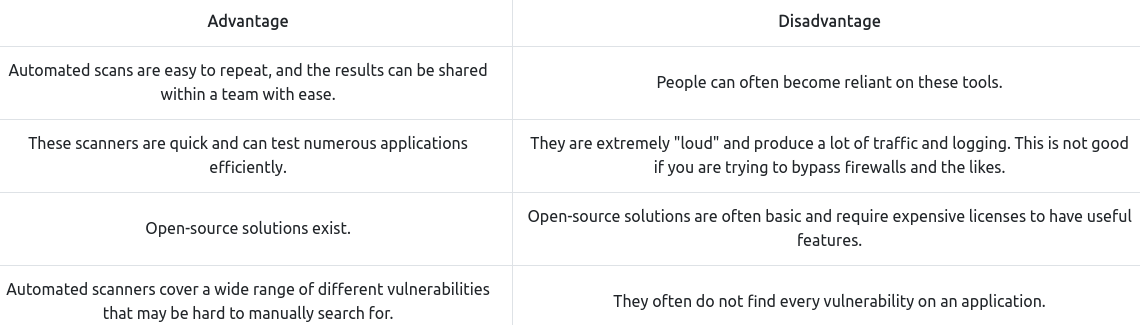 Advantage
Disadvantage
Automated scans are easy to repeat, and the results can be shared
within a team with ease.
People can often become reliant on these tools.
These scanners are quick and can test numerous applications
efficiently.
They are extremely "loud" and produce a lot of traffic and logging. This is not good
if you are trying to bypass firewalls and the likes.
Open-source solutions exist.
Open-source solutions are often basic and require expensive licenses to have useful
features.
Automated scanners cover a wide range of different vulnerabilities
that may be hard to manually search for.
They often do not find every vulnerability on an application.